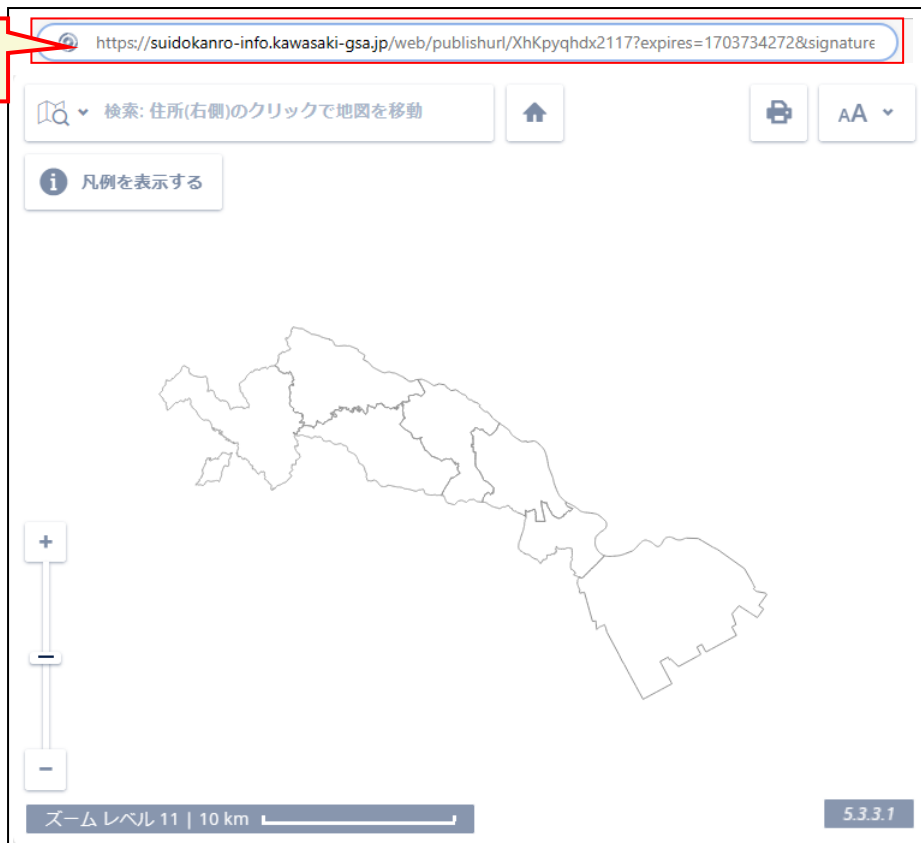 https://suidokanro-info.kawasaki-gsa.jp/web/publishurl/XhKpyqhdx2117?expires=1703734272&signature
検索: 住所(右側)のクリックで地図を移動
AA
凡例を表示する
+
−
ズーム レベル 11 | 10 km
5.3.3.1